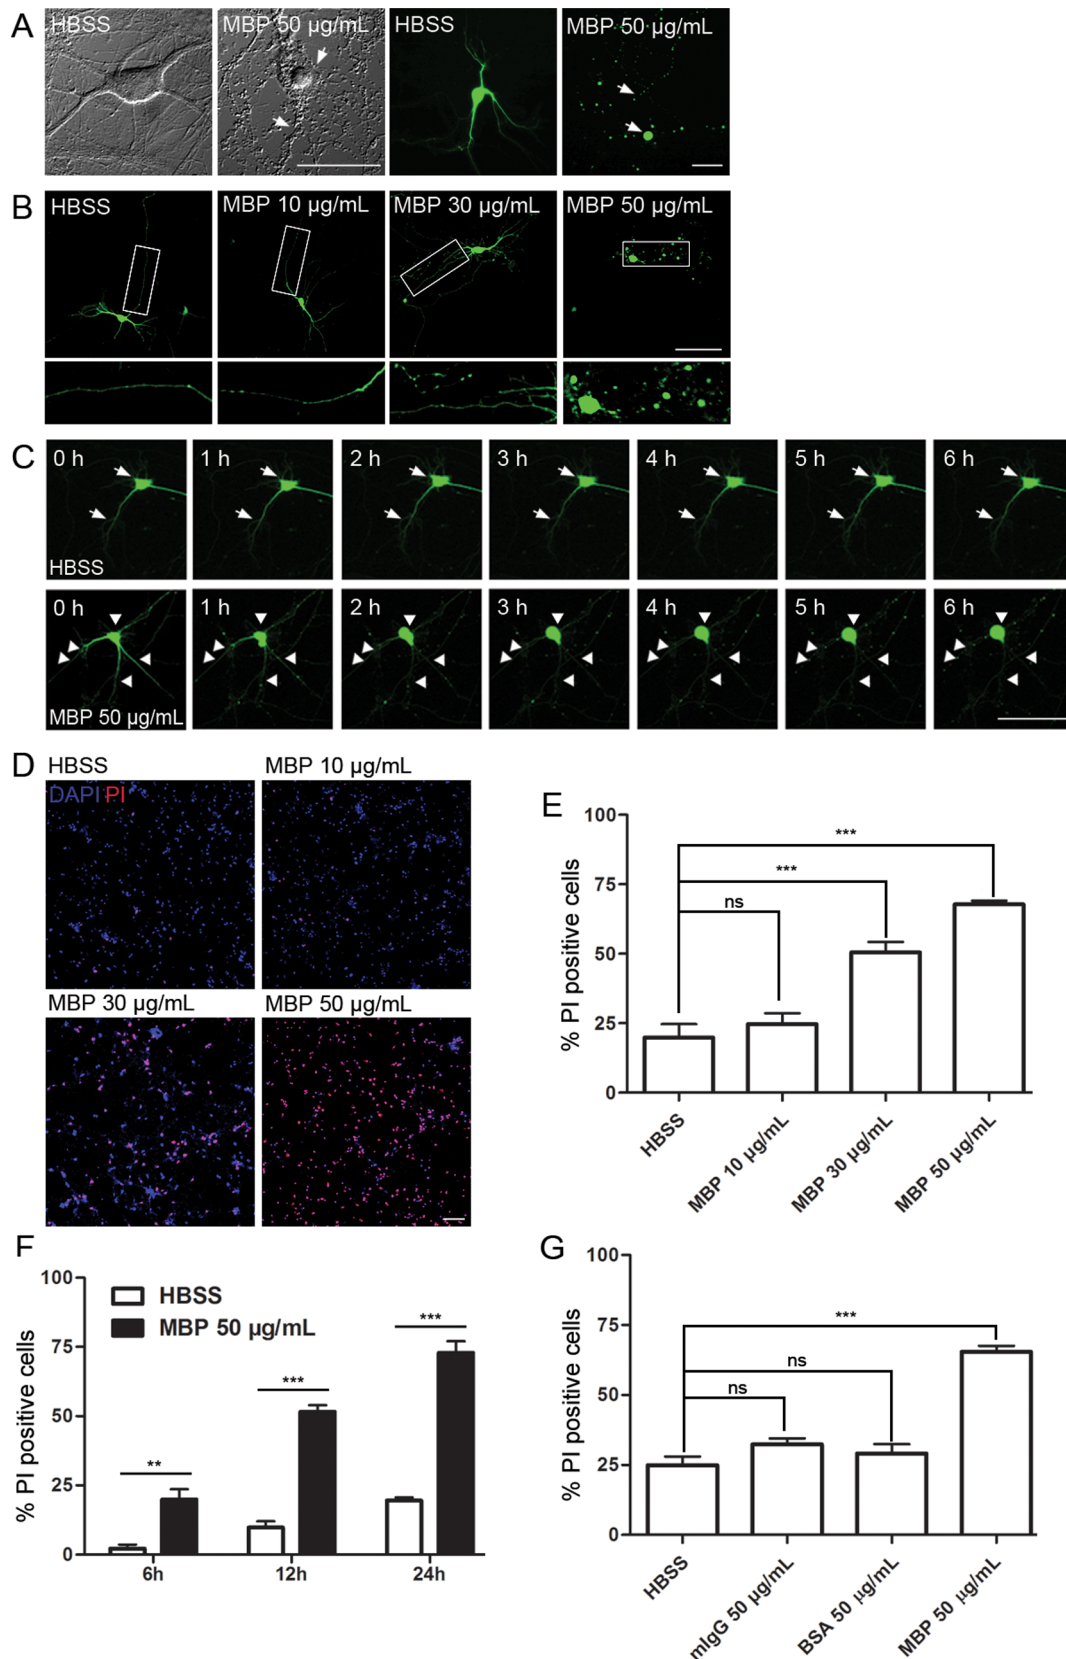 A
HBSS
MBP 50 µg/mL
HBSS
MBP 50 µg/mL
B
HBSS
MBP 10 µg/mL
MBP 30 µg/mL
MBP 50 µg/mL
C
0 h
1 h
2 h
3 h
4 h
5 h
6 h
HBSS
0 h
1 h
2 h
3 h
4 h
5 h
6 h
MBP 50 µg/mL
D
HBSS
MBP 10 µg/mL
DAPI PI
MBP 30 µg/mL
MBP 50 µg/mL
E
% PI positive cells
100
75
50
25
0
***
***
ns
HBSS
MBP 10 µg/mL
MBP 30 µg/mL
MBP 50 µg/mL
F
% PI positive cells
100
75
50
25
0
HBSS
MBP 50 µg/mL
**
***
***
6h
12h
24h
G
% PI positive cells
100
75
50
25
0
***
ns
ns
HBSS
mIgG 50 µg/mL
BSA 50 µg/mL
MBP 50 µg/mL